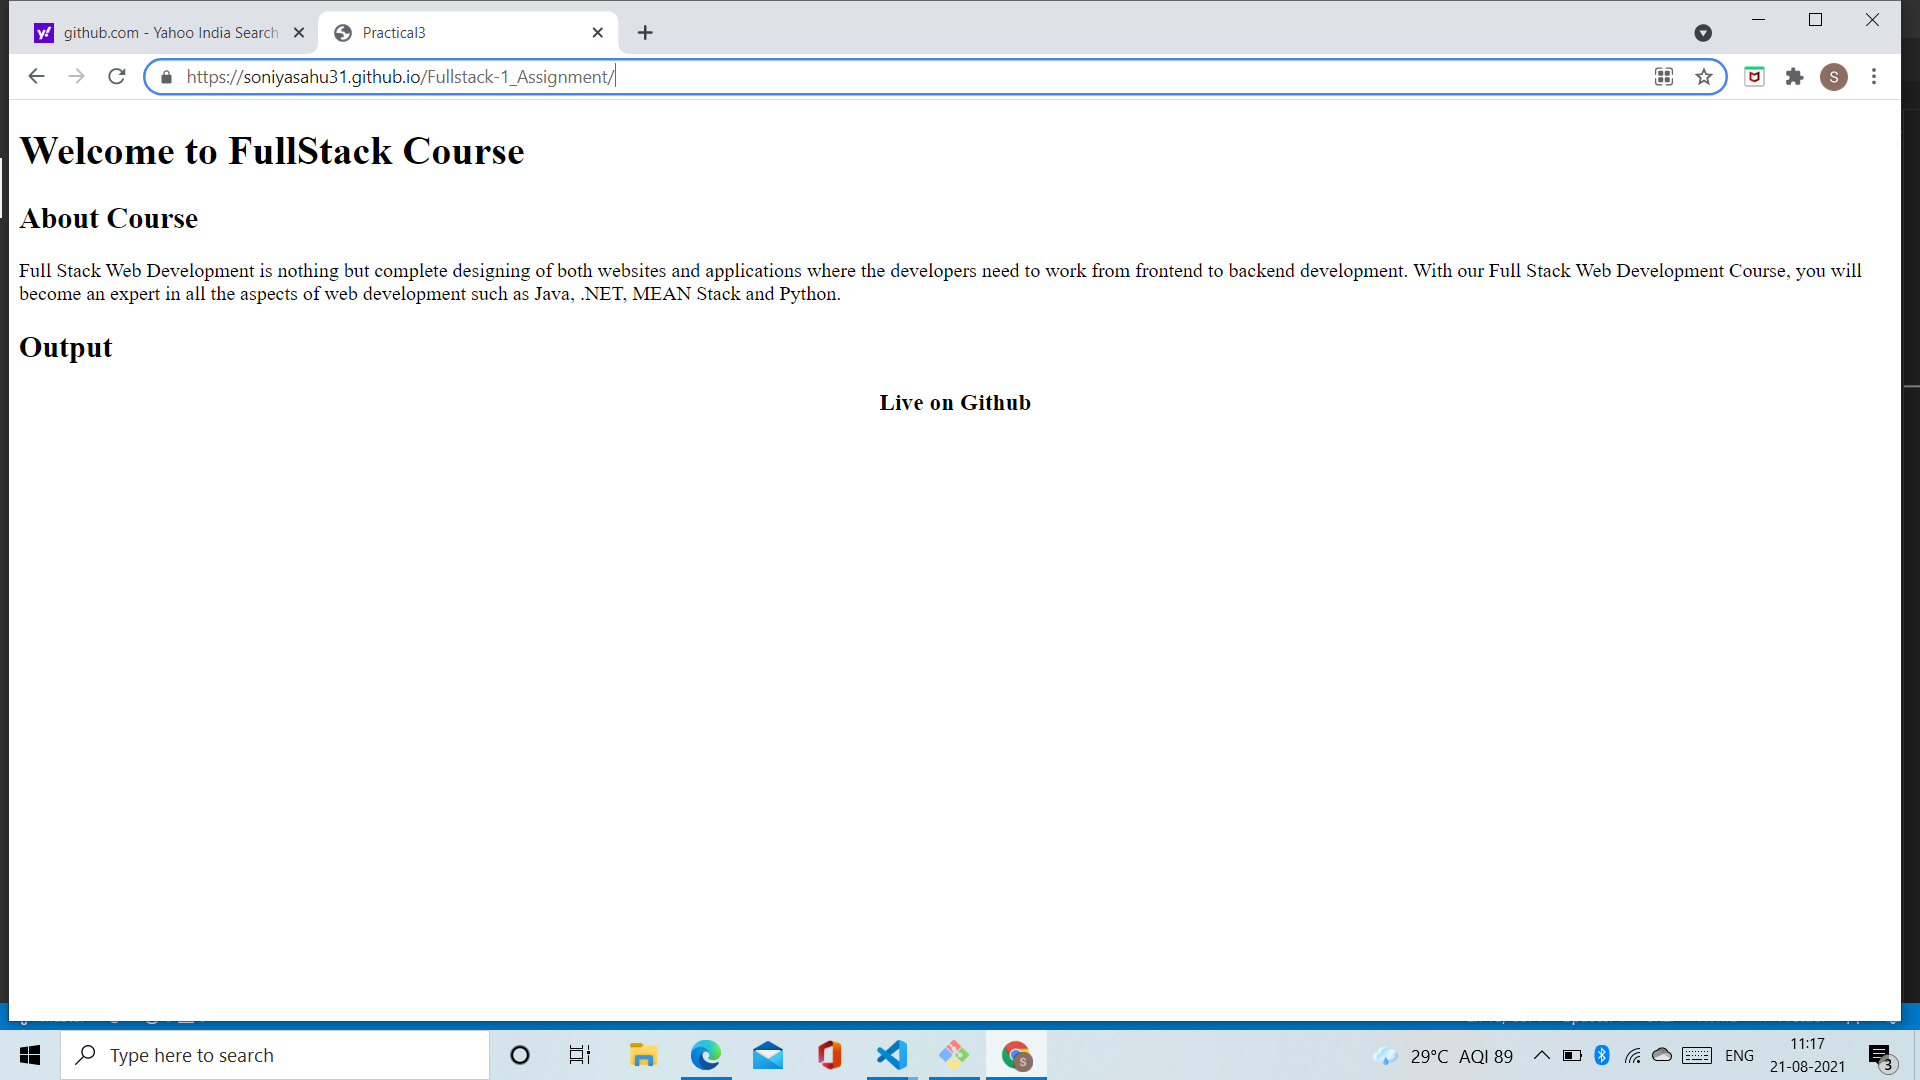 github.com - Yahoo India Search
Practical3
https://soniyasahu31.github.io/Fullstack-1_Assignment/
S
Welcome to FullStack Course
About Course
Full Stack Web Development is nothing but complete designing of both websites and applications where the developers need to work from frontend to backend development. With our Full Stack Web Development Course, you will
become an expert in all the aspects of web development such as Java, .NET, MEAN Stack and Python.
Output
Live on Github
Type here to search
S
29°C AQI 89
ENG
11:17
21-08-2021
3